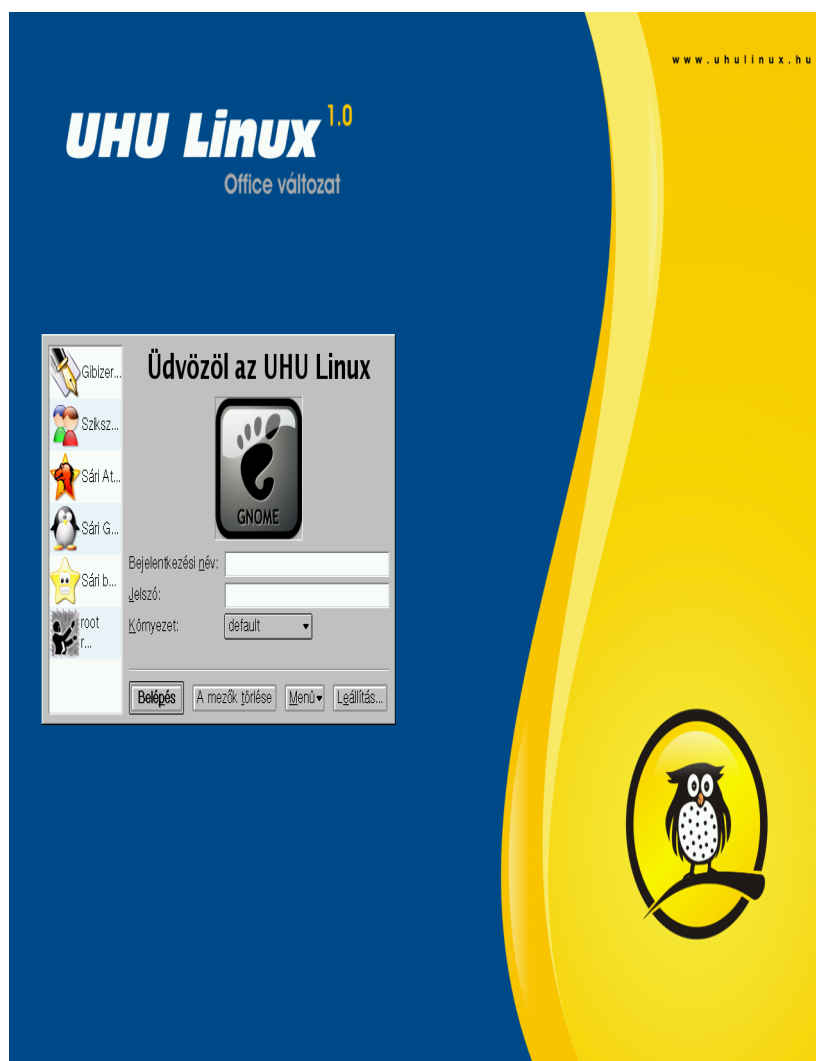 www.uhulinux.hu
UHU Linux 1.0
Office változat
Üdvözöl az UHU Linux
Gibizer...
Sziksz...
Sári At...
Sári G...
Sári b...
root
r...
GNOME
Bejelentkezési név:
Jelszó:
Környezet:
default
Belépés
A mezők törlése
Menü
Leállítás...